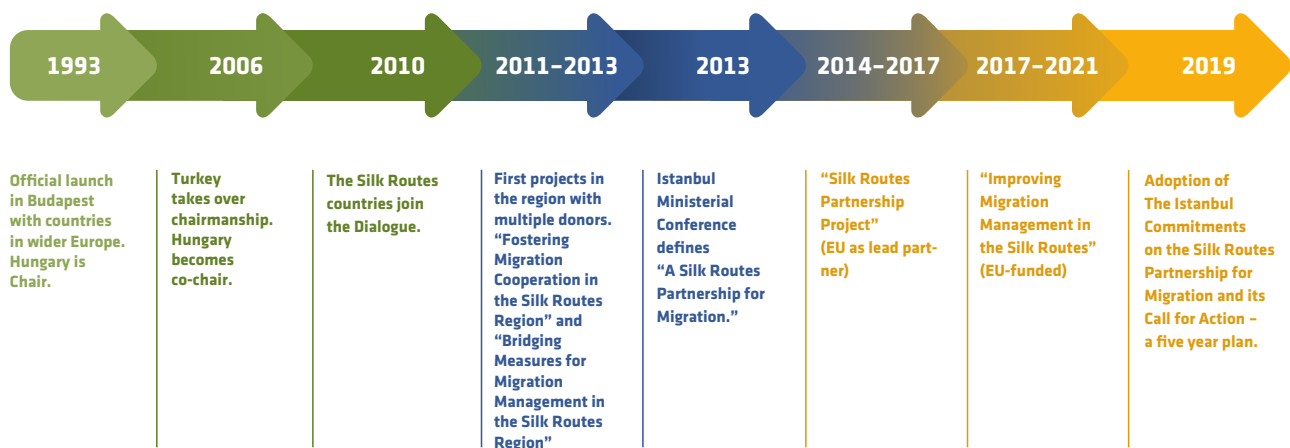 1993
2006
2010
2011–2013
2013
2014–2017
2017–2021
2019
Official launch
in Budapest
with countries
in wider Europe.
Hungary is
Chair.
Turkey
takes over
chairmanship.
Hungary
becomes
co-chair.
The Silk Routes
countries join
the Dialogue.
First projects in
the region with
multiple donors.
“Fostering
Migration
Cooperation in
the Silk Routes
Region” and
“Bridging
Measures for
Migration
Management in
the Silk Routes
Region”
Istanbul
Ministerial
Conference
defines
“A Silk Routes
Partnership for
Migration.”
“Silk Routes
Partnership
Project”
(EU as lead part-
ner)
“Improving
Migration
Management in
the Silk Routes”
(EU-funded)
Adoption of
The Istanbul
Commitments
on the Silk Routes
Partnership for
Migration and its
Call for Action –
a five year plan.